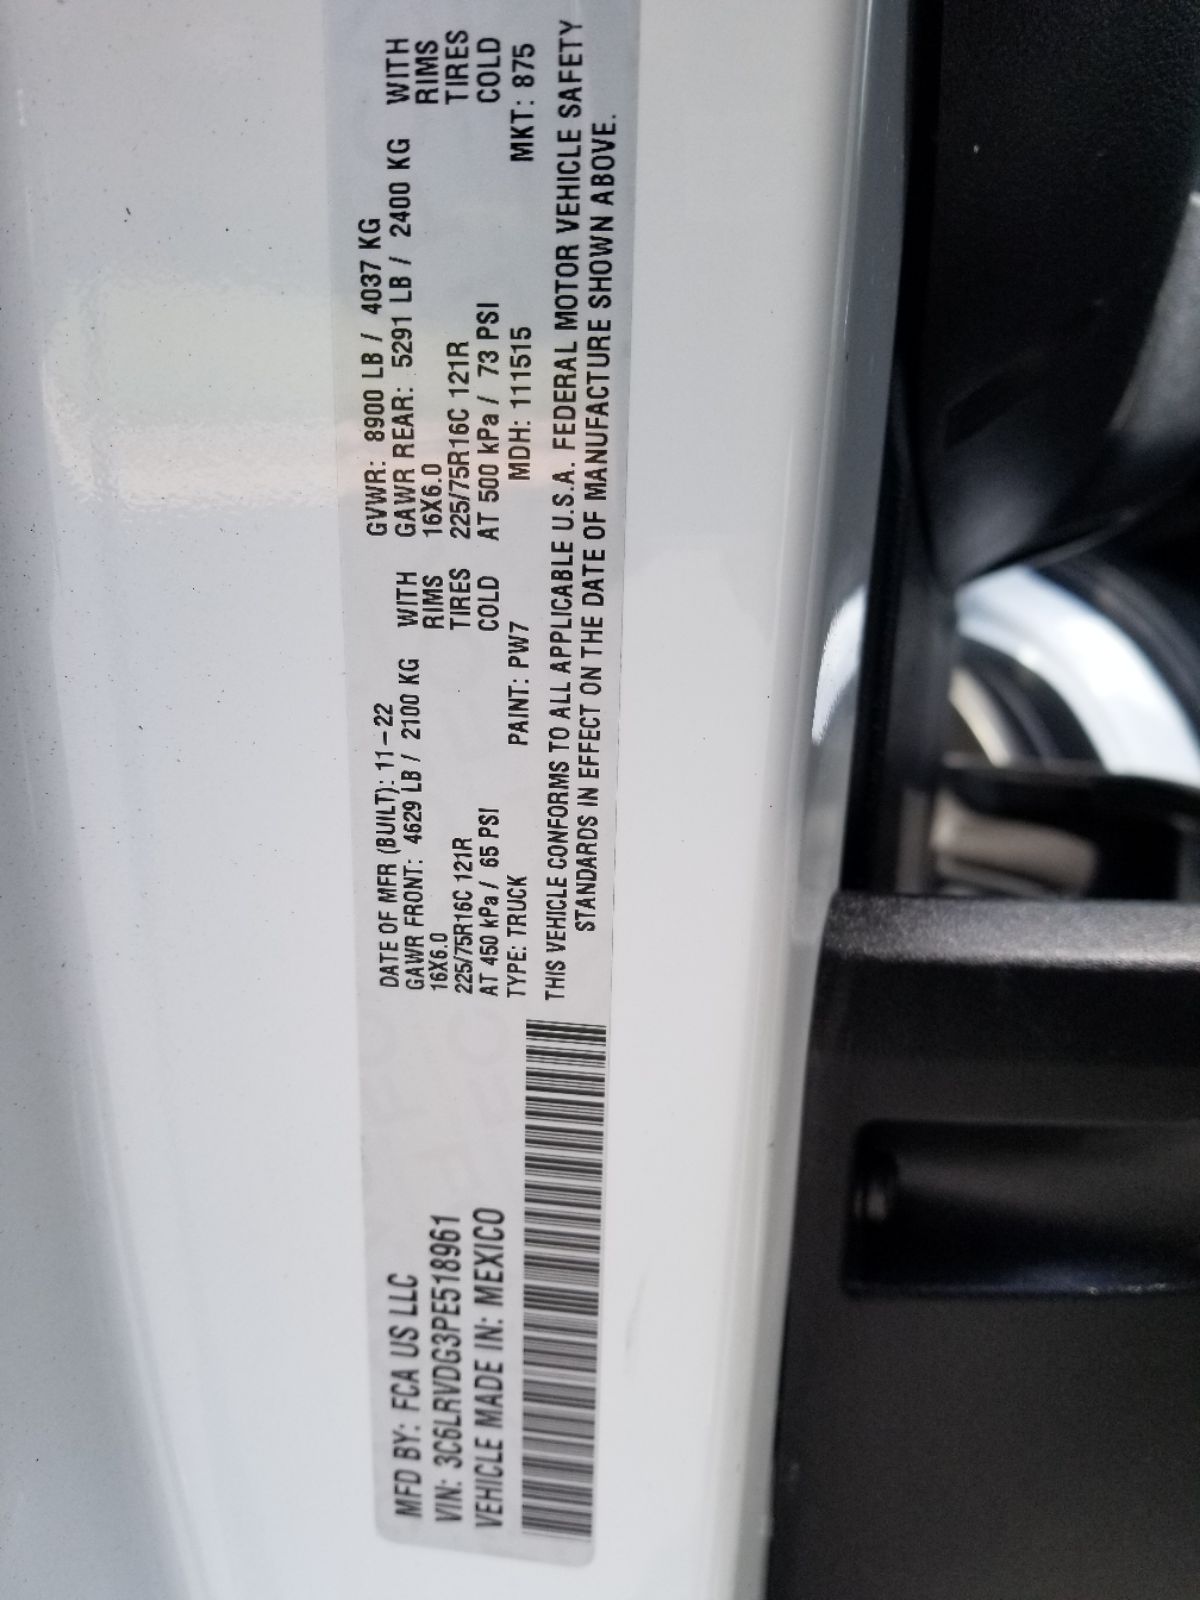 MFD BY: FCA US LLC
VIN: 3C6LRVDG3PE518961
VEHICLE MADE IN: MEXICO
DATE OF MFR (BUILT): 11-22 GVWR: 8900 LB / 4037 KG
GAWR FRONT: 4629 LB / 2100 KG WITH GAWR REAR: 5291 LB / 2400 KG WITH
16X6.0 RIMS 16X6.0 RIMS
225/75R16C 121R TIRES 225/75R16C 121R TIRES
AT 450 kPa / 65 PSI COLD AT 500 kPa / 73 PSI COLD
TYPE: TRUCK PAINT: PW7 MDH: 111515 MKT: 875
THIS VEHICLE CONFORMS TO ALL APPLICABLE U.S.A. FEDERAL MOTOR VEHICLE SAFETY
STANDARDS IN EFFECT ON THE DATE OF MANUFACTURE SHOWN ABOVE.